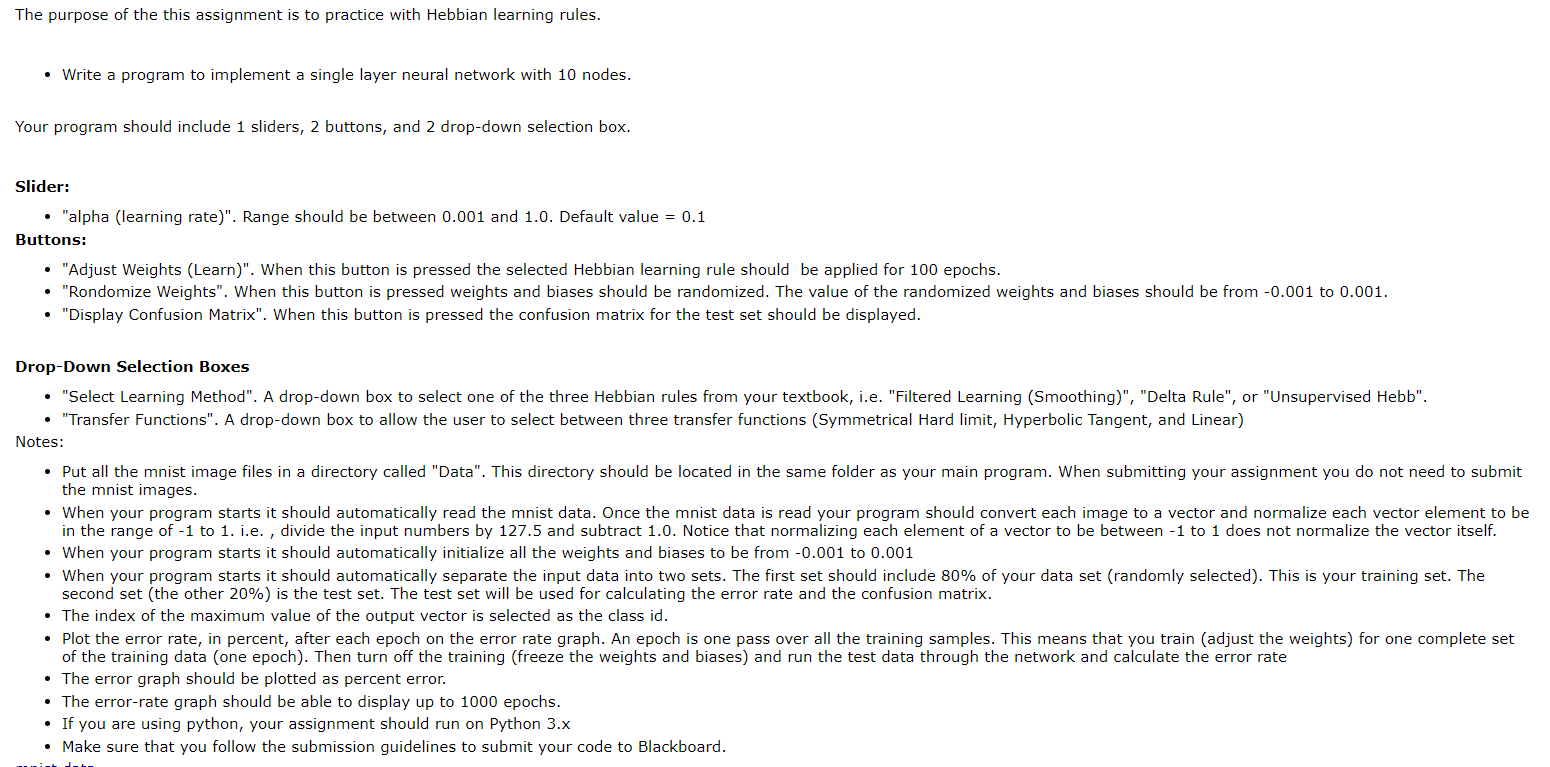 The purpose of the this assignment is to practice with Hebbian learning rules.
• Write a program to implement a single layer neural network with 10 nodes.
Your program should include 1 sliders, 2 buttons, and 2 drop-down selection box.
Slider:
• "alpha (learning rate)". Range should be between 0.001 and 1.0. Default value = 0.1
Buttons:
• "Adjust Weights (Learn)". When this button is pressed the selected Hebbian learning rule should  be applied for 100 epochs.
• "Rondomize Weights". When this button is pressed weights and biases should be randomized. The value of the randomized weights and biases should be from -0.001 to 0.001.
• "Display Confusion Matrix". When this button is pressed the confusion matrix for the test set should be displayed.
Drop-Down Selection Boxes
• "Select Learning Method". A drop-down box to select one of the three Hebbian rules from your textbook, i.e. "Filtered Learning (Smoothing)", "Delta Rule", or "Unsupervised Hebb".
• "Transfer Functions". A drop-down box to allow the user to select between three transfer functions (Symmetrical Hard limit, Hyperbolic Tangent, and Linear)
Notes:
• Put all the mnist image files in a directory called "Data". This directory should be located in the same folder as your main program. When submitting your assignment you do not need to submit
the mnist images.
• When your program starts it should automatically read the mnist data. Once the mnist data is read your program should convert each image to a vector and normalize each vector element to be
in the range of -1 to 1. i.e. , divide the input numbers by 127.5 and subtract 1.0. Notice that normalizing each element of a vector to be between -1 to 1 does not normalize the vector itself.
• When your program starts it should automatically initialize all the weights and biases to be from -0.001 to 0.001
• When your program starts it should automatically separate the input data into two sets. The first set should include 80% of your data set (randomly selected). This is your training set. The
second set (the other 20%) is the test set. The test set will be used for calculating the error rate and the confusion matrix.
• The index of the maximum value of the output vector is selected as the class id.
• Plot the error rate, in percent, after each epoch on the error rate graph. An epoch is one pass over all the training samples. This means that you train (adjust the weights) for one complete set
of the training data (one epoch). Then turn off the training (freeze the weights and biases) and run the test data through the network and calculate the error rate
• The error graph should be plotted as percent error.
• The error-rate graph should be able to display up to 1000 epochs.
• If you are using python, your assignment should run on Python 3.x
• Make sure that you follow the submission guidelines to submit your code to Blackboard.